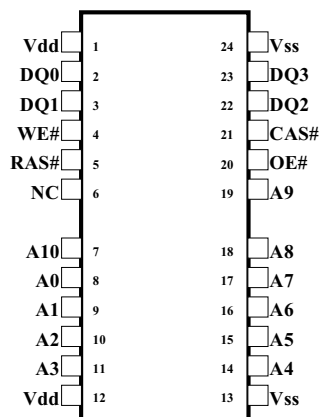 Vdd 1 24 Vss
DQ0 2 23 DQ3
DQ1 3 22 DQ2
WE# 4 21 CAS#
RAS# 5 20 OE#
NC 6 19 A9
A10 7 18 A8
A0 8 17 A7
A1 9 16 A6
A2 10 15 A5
A3 11 14 A4
Vdd 12 13 Vss